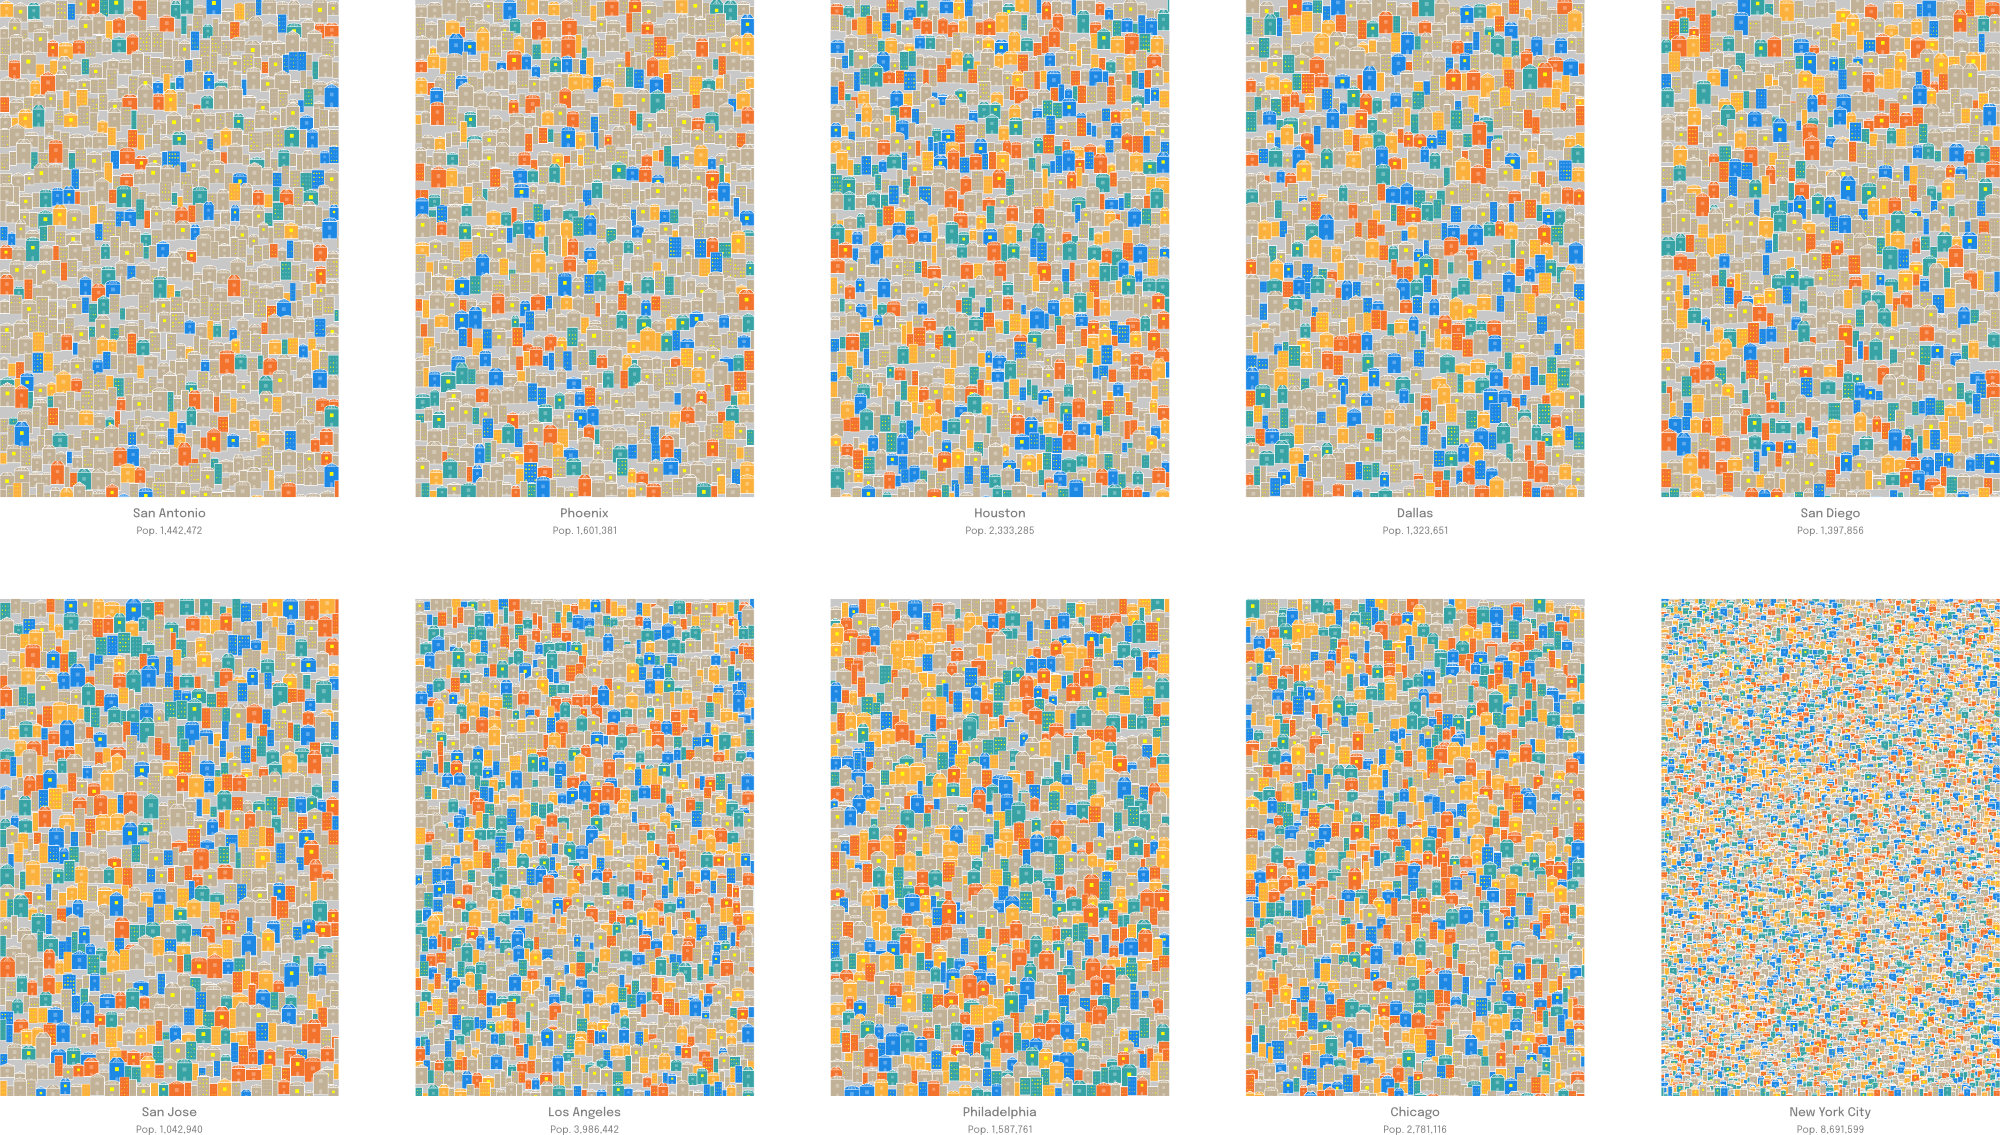 San Antonio
Pop. 1,442,472
Phoenix
Pop. 1,601,381
Houston
Pop. 2,333,285
Dallas
Pop. 1,323,651
San Diego
Pop. 1,397,856
San Jose
Pop. 1,042,940
Los Angeles
Pop. 3,986,442
Philadelphia
Pop. 1,587,761
Chicago
Pop. 2,781,116
New York City
Pop. 8,691,599